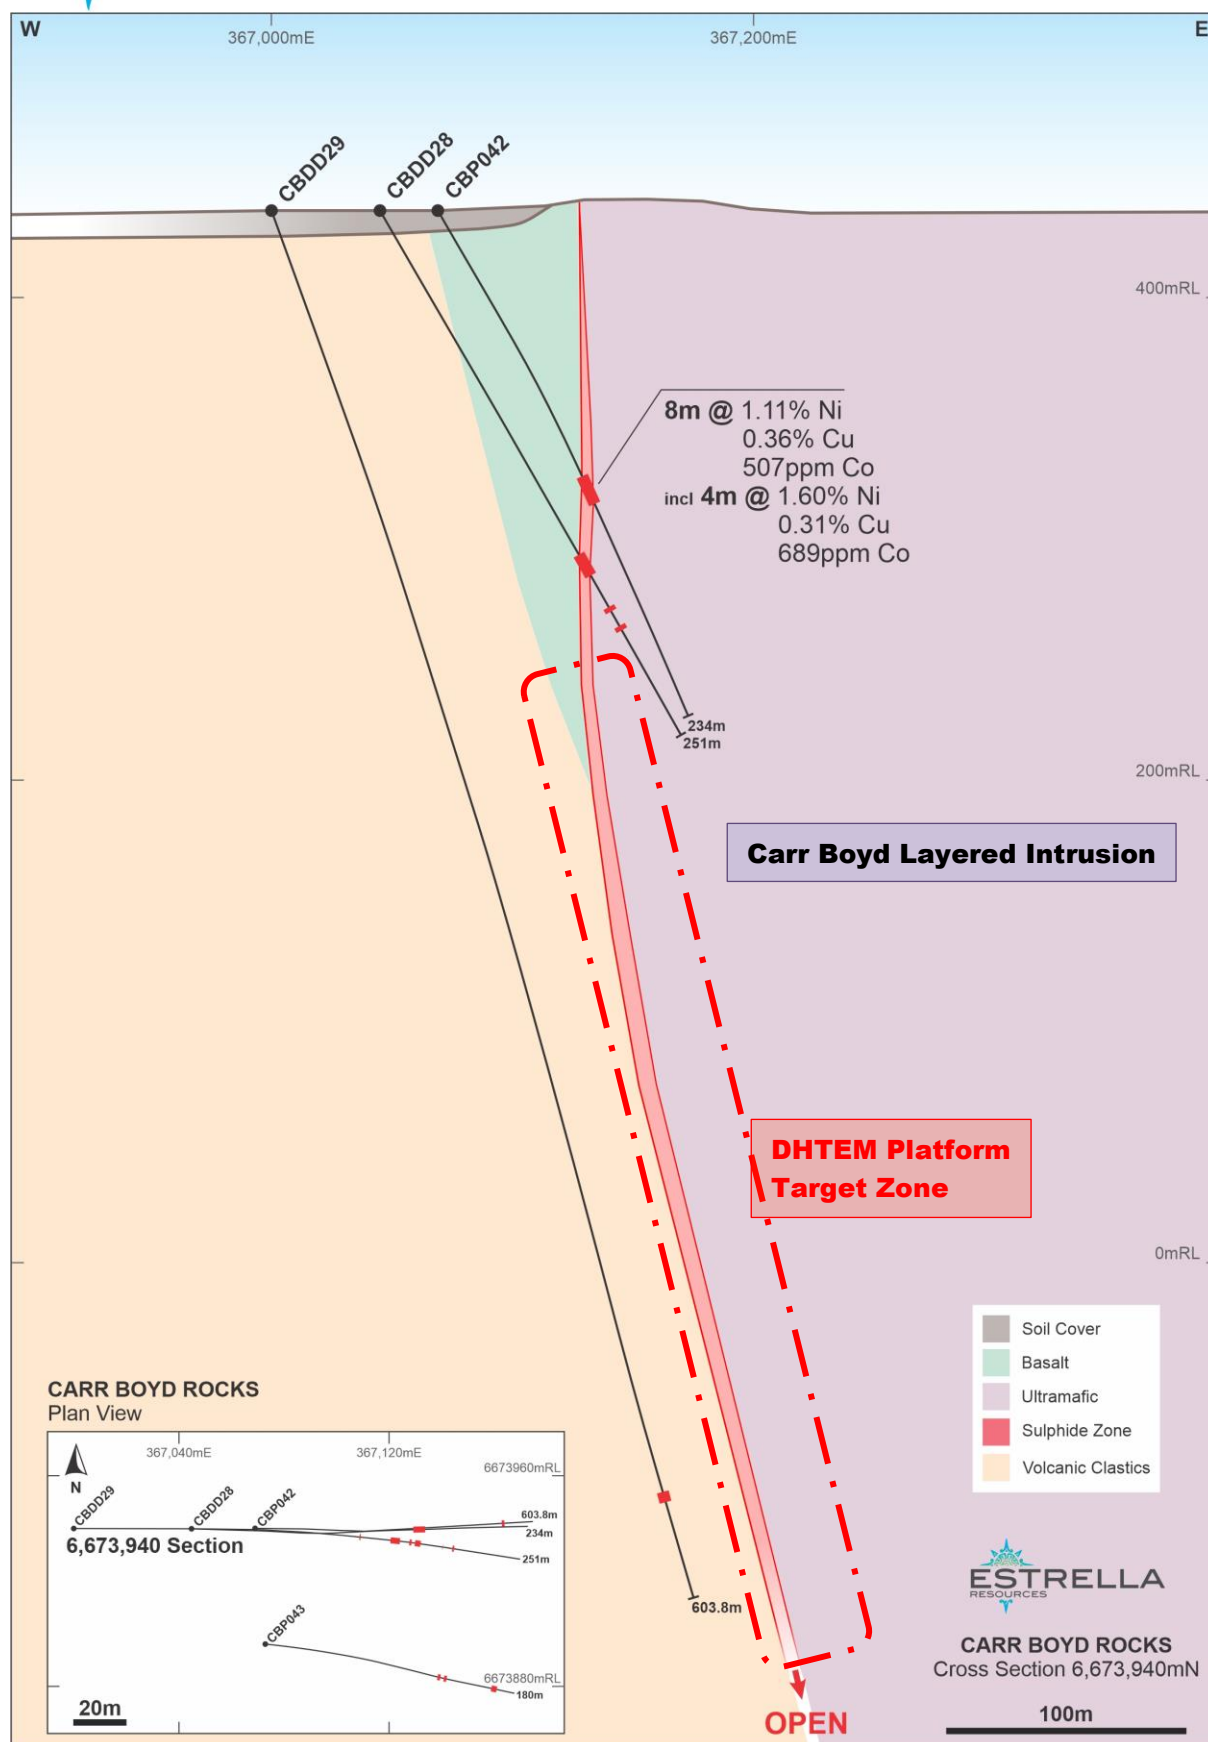 W
367,000mE
367,200mE
E
CBDD29
CBDD28
CBP042
400mRL
8m @ 1.11% Ni
0.36% Cu
507ppm Co
incl 4m @ 1.60% Ni
0.31% Cu
689ppm Co
234m
251m
200mRL
Carr Boyd Layered Intrusion
DHTEM Platform
Target Zone
0mRL
Soil Cover
Basalt
Ultramafic
Sulphide Zone
Volcanic Clastics
CARR BOYD ROCKS
Plan View
367,040mE
367,120mE
6673960mRL
N
CBDD29
CBDD28
CBP042
603.8m
234m
6,673,940 Section
251m
CBP043
6673880mRL
180m
20m
603.8m
OPEN
ESTRELLA
RESOURCES
CARR BOYD ROCKS
Cross Section 6,673,940mN
100m